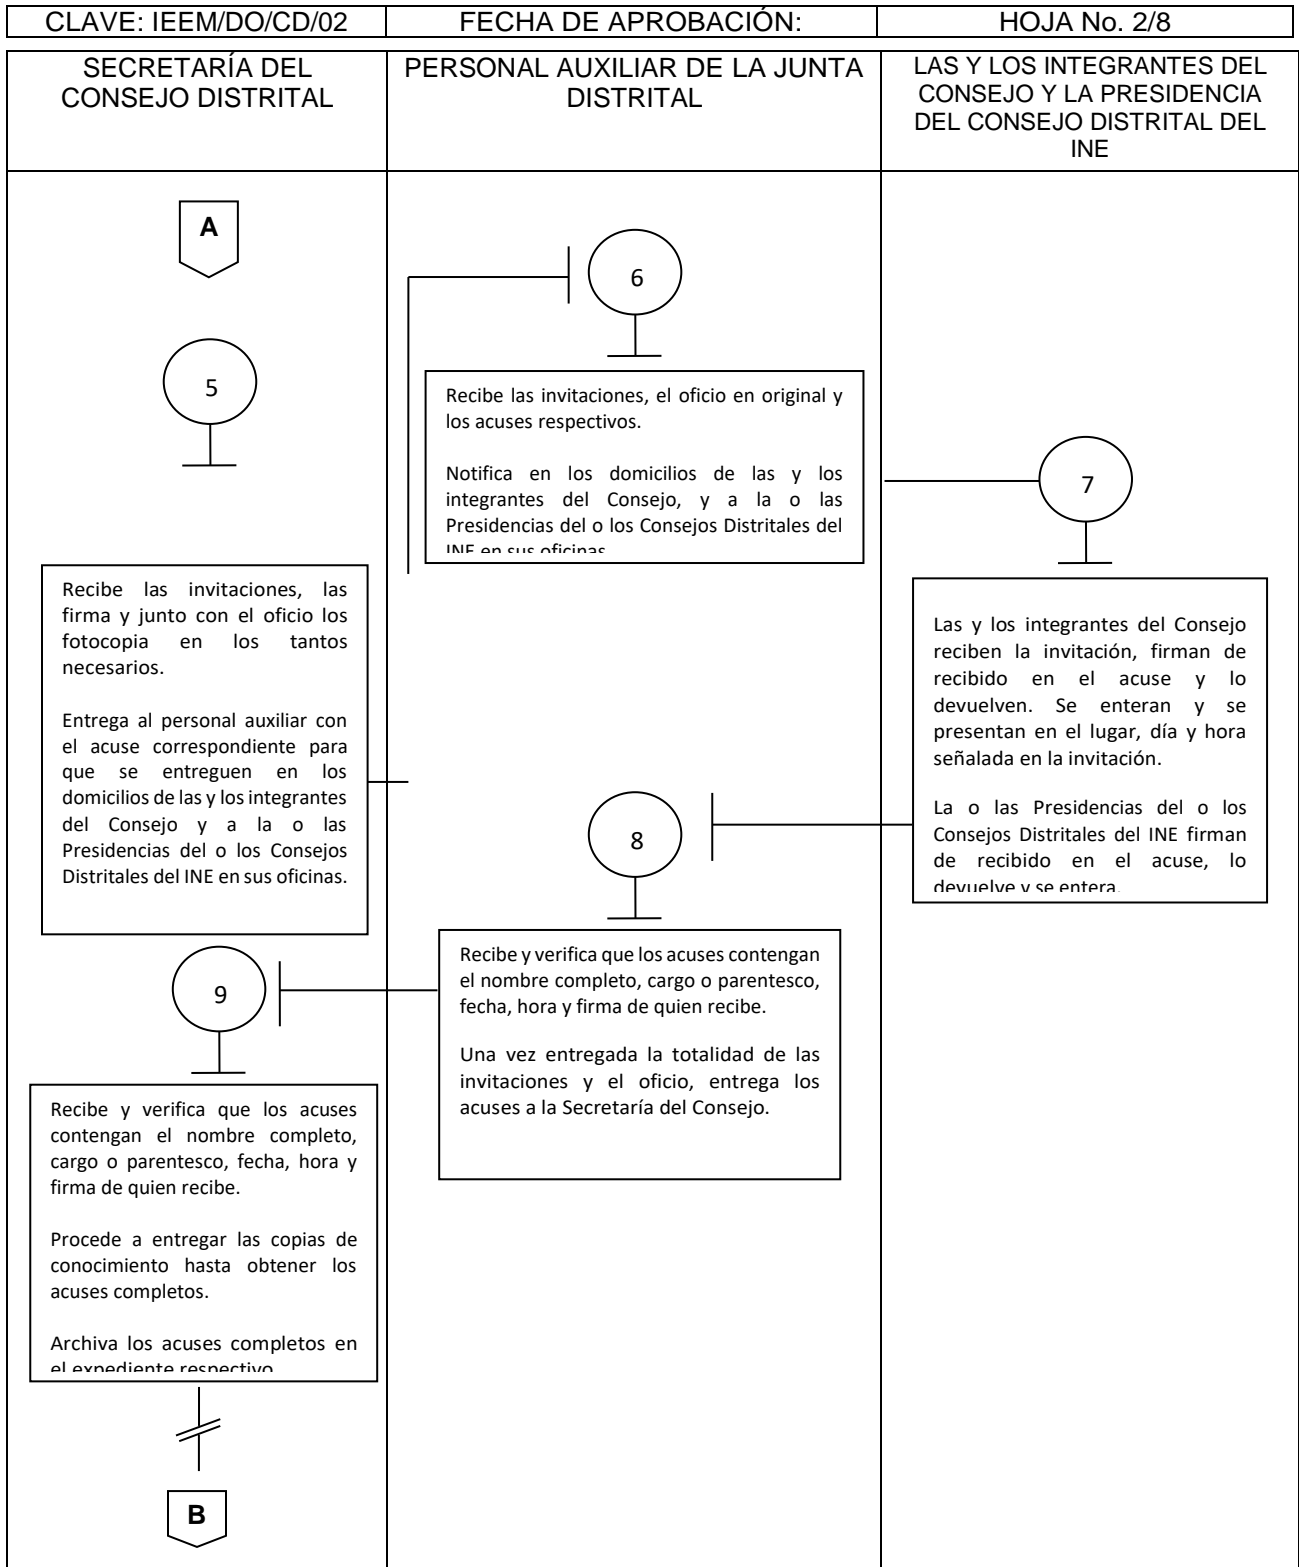 CLAVE: IEEM/DO/CD/02
FECHA DE APROBACIÓN:
HOJA No. 2/8
SECRETARÍA DEL
CONSEJO DISTRITAL
PERSONAL AUXILIAR DE LA JUNTA
DISTRITAL
LAS Y LOS INTEGRANTES DEL
CONSEJO Y LA PRESIDENCIA
DEL CONSEJO DISTRITAL DEL
INE
A
5
Recibe las invitaciones, las
firma y junto con el oficio los
fotocopia en los tantos
necesarios.
Entrega al personal auxiliar con
el acuse correspondiente para
que se entreguen en los
domicilios de las y los integrantes
del Consejo y a la o las
Presidencias del o los Consejos
Distritales del INE en sus oficinas.
6
Recibe las invitaciones, el oficio en original y
los acuses respectivos.
Notifica en los domicilios de las y los
integrantes del Consejo, y a la o las
Presidencias del o los Consejos Distritales del
INE en sus oficinas
7
Las y los integrantes del Consejo
reciben la invitación, firman de
recibido en el acuse y lo
devuelven. Se enteran y se
presentan en el lugar, día y hora
señalada en la invitación.
La o las Presidencias del o los
Consejos Distritales del INE firman
de recibido en el acuse, lo
devuelve y se entera.
8
Recibe y verifica que los acuses contengan
el nombre completo, cargo o parentesco,
fecha, hora y firma de quien recibe.
Una vez entregada la totalidad de las
invitaciones y el oficio, entrega los
acuses a la Secretaría del Consejo.
9
Recibe y verifica que los acuses
contengan el nombre completo,
cargo o parentesco, fecha, hora y
firma de quien recibe.
Procede a entregar las copias de
conocimiento hasta obtener los
acuses completos.
Archiva los acuses completos en
el expediente respectivo
B